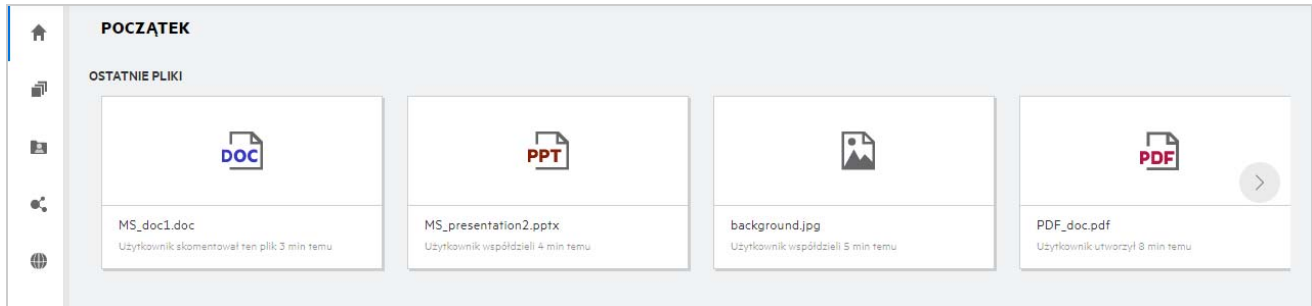 POCZĄTEK
OSTATNIE PLIKI
DOC
PPT
PDF
MS_doc1.doc
MS_presentation2.pptx
background.jpg
PDF_doc.pdf
Użytkownik skomentował ten plik 3 min temu
Użytkownik współdzieli 4 min temu
Użytkownik współdzieli 5 min temu
Użytkownik utworzył 8 min temu